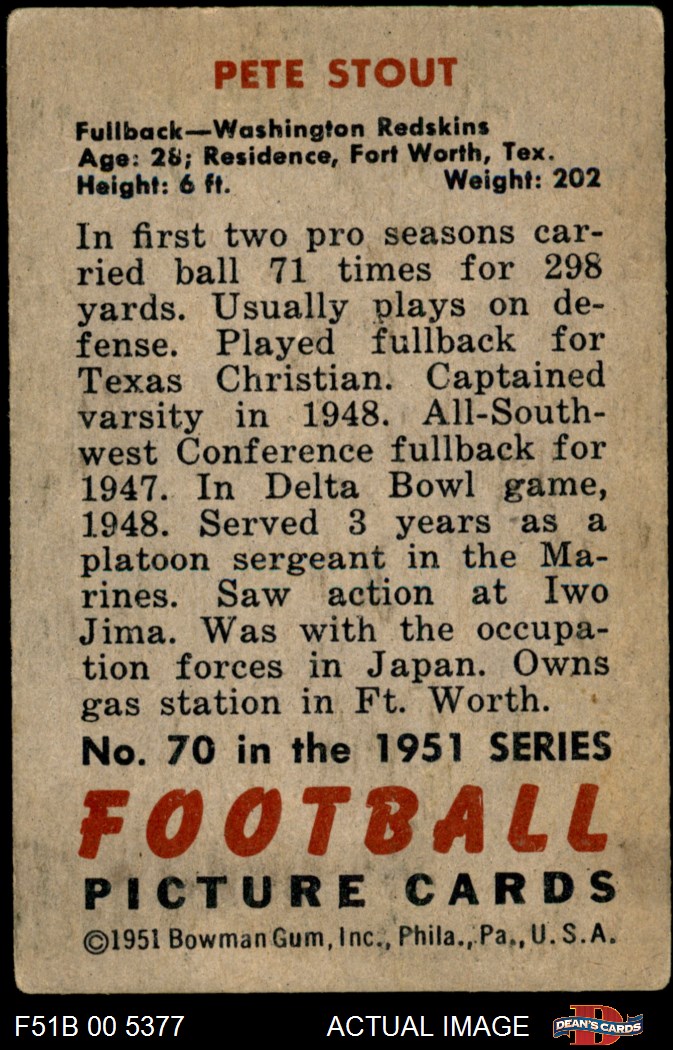 PETE STOUT
Fullback—Washington Redskins
Age: 28; Residence, Fort Worth, Tex.
Height: 6 ft. Weight: 202
In first two pro seasons car-
ried ball 71 times for 298
yards. Usually plays on de-
fense. Played fullback for
Texas Christian. Captained
varsity in 1948. All-South-
west Conference fullback for
1947. In Delta Bowl game,
1948. Served 3 years as a
platoon sergeant in the Ma-
rines. Saw action at Iwo
Jima. Was with the occupa-
tion forces in Japan. Owns
gas station in Ft. Worth.
No. 70 in the 1951 SERIES
FOOTBALL
PICTURE CARDS
©1951 Bowman Gum, Inc., Phila., Pa., U.S.A.
F51B 00 5377 ACTUAL IMAGE D DEAN'S CARDS